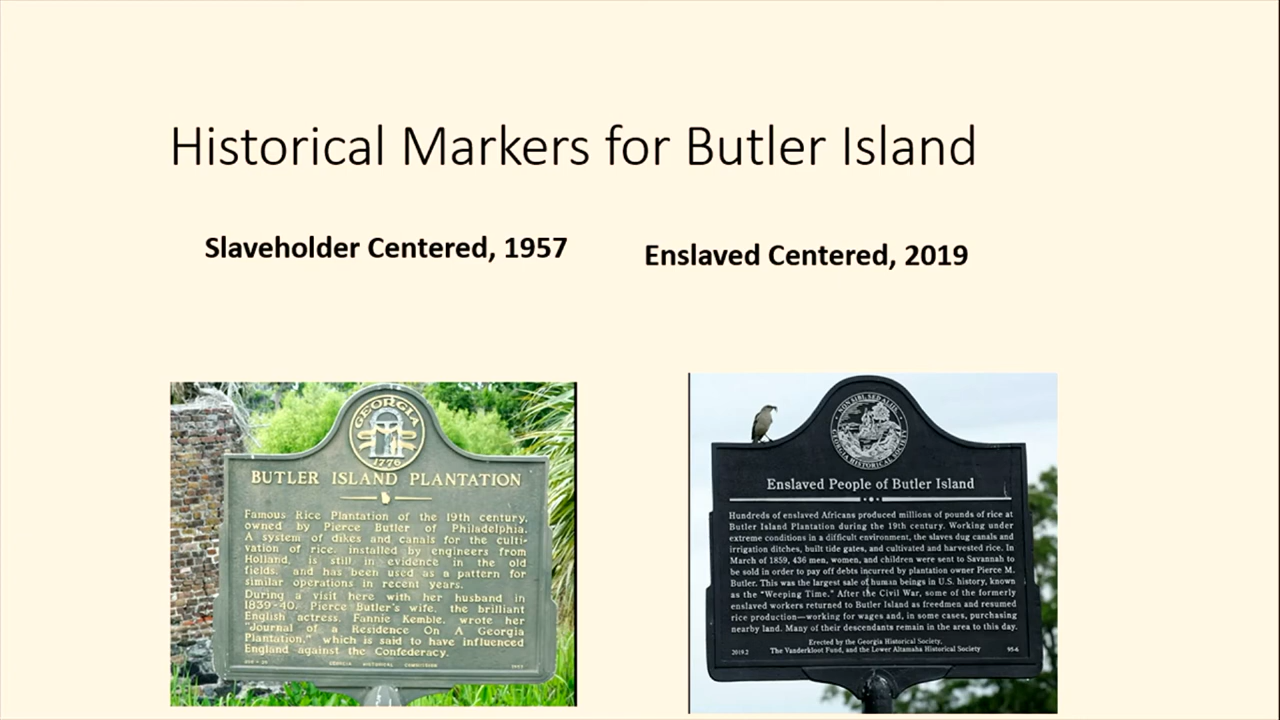 Historical Markers for Butler Island
Slaveholder Centered, 1957
Enslaved Centered, 2019
GEORGIA
1776
BUTLER ISLAND PLANTATION
Famous Rice Plantation of the 19th century,
owned by Pierce Butler of Philadelphia.
A system of dikes and canals for the culti-
vation of rice, installed by engineers from
Holland, is still in evidence in the old
fields, and has been used as a pattern for
similar operations in recent years.
During a visit here with her husband in
1839-40, Pierce Butler's wife, the brilliant
English actress, Fannie Kemble, wrote her
"Journal of a Residence On A Georgia
Plantation," which is said to have influenced
England against the Confederacy.
GEORGIA HISTORICAL COMMISSION
1957
GEORGIA HISTORICAL SOCIETY
Enslaved People of Butler Island
Hundreds of enslaved Africans produced millions of pounds of rice at
Butler Island Plantation during the 19th century. Working under
extreme conditions in a difficult environment, the slaves dug canals and
irrigation ditches, built tide gates, and cultivated and harvested rice. In
March of 1859, 436 men, women, and children were sent to Savannah to
be sold in order to pay off debts incurred by plantation owner Pierce M.
Butler. This was the largest sale of human beings in U.S. history, known
as the "Weeping Time." After the Civil War, some of the formerly
enslaved workers returned to Butler Island as freedmen and resumed
rice production—working for wages and, in some cases, purchasing
nearby land. Many of their descendants remain in the area to this day.
Erected by the Georgia Historical Society,
The Vanderkloot Fund, and the Lower Altamaha Historical Society
2019.2
95-6